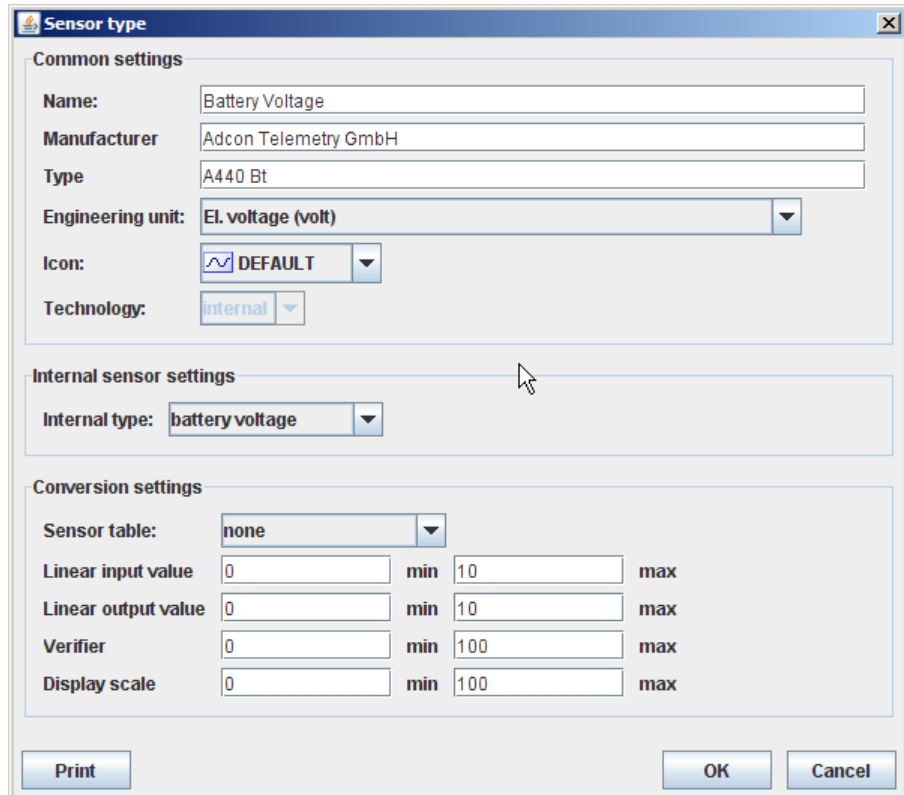 Sensor type
Common settings
Name: Battery Voltage
Manufacturer Adcon Telemetry GmbH
Type A440 Bt
Engineering unit: El. voltage (volt)
Icon: DEFAULT
Technology: internal
Internal sensor settings
Internal type: battery voltage
Conversion settings
Sensor table: none
Linear input value 0 min 10 max
Linear output value 0 min 10 max
Verifier 0 min 100 max
Display scale 0 min 100 max
Print OK Cancel